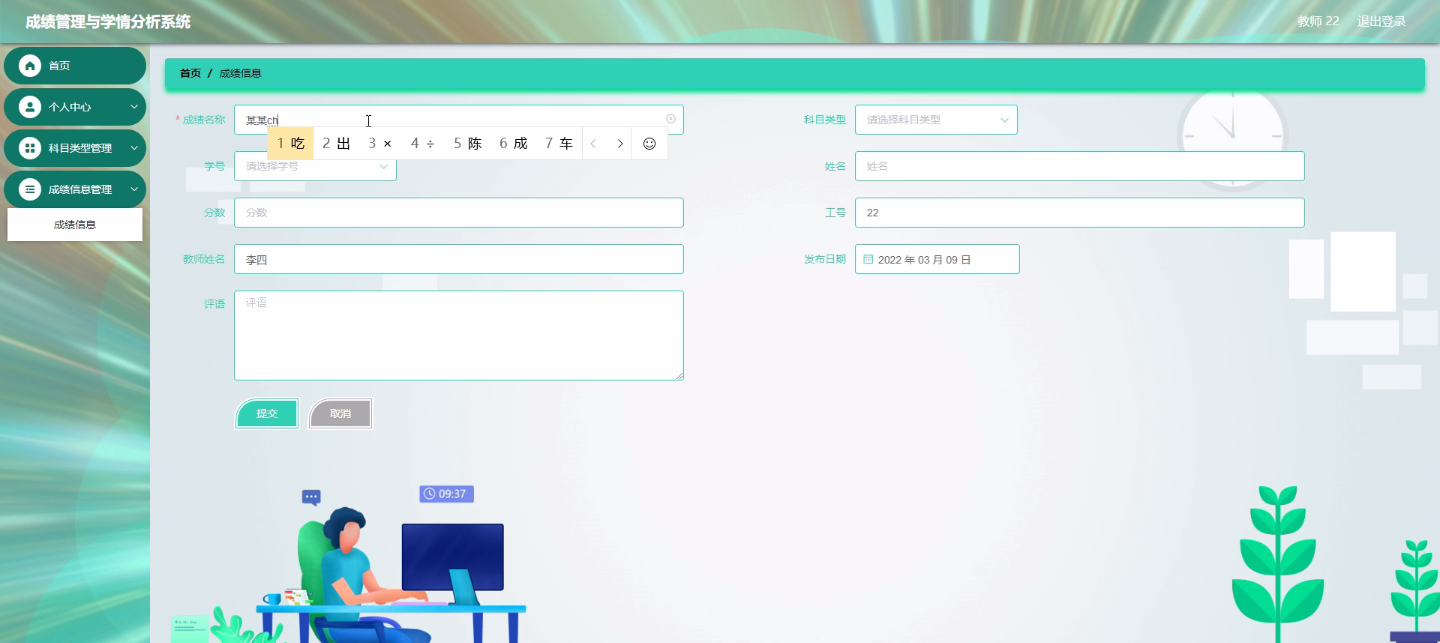 成绩管理与学情分析系统
教师 22 退出登录
首页
个人中心
科目类型管理
成绩信息管理
成绩信息
首页 / 成绩信息
* 成绩名称 某某ch
科目类型 请选择科目类型
1 吃 2 出 3 × 4 ÷ 5 陈 6 成 7 车
学号 请选择学号
姓名 姓名
分数 分数
工号 22
教师姓名 李四
发布日期 2022 年 03 月 09 日
评语 评语
提交 取消
09:37